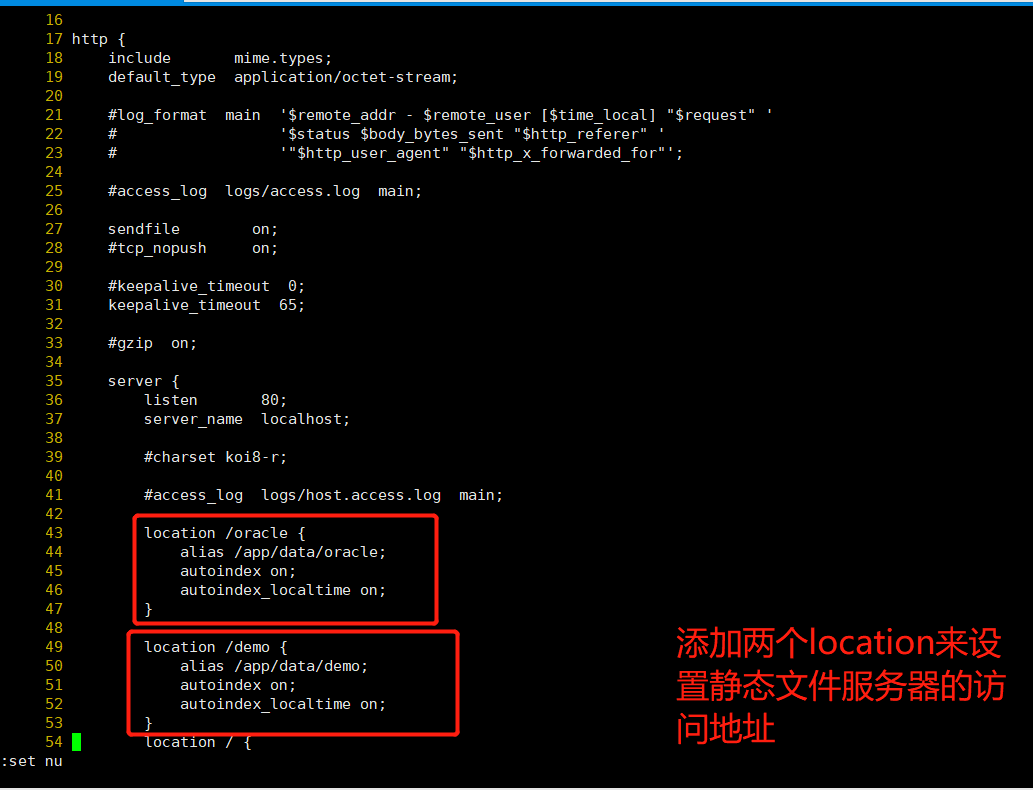 16
17 http {
18     include       mime.types;
19     default_type  application/octet-stream;
20
21     #log_format  main  '$remote_addr - $remote_user [$time_local] "$request" '
22     #                  '$status $body_bytes_sent "$http_referer" '
23     #                  '"$http_user_agent" "$http_x_forwarded_for"';
24
25     #access_log  logs/access.log  main;
26
27     sendfile        on;
28     #tcp_nopush     on;
29
30     #keepalive_timeout  0;
31     keepalive_timeout  65;
32
33     #gzip  on;
34
35     server {
36         listen       80;
37         server_name  localhost;
38
39         #charset koi8-r;
40
41         #access_log  logs/host.access.log  main;
42
43         location /oracle {
44             alias /app/data/oracle;
45             autoindex on;
46             autoindex_localtime on;
47         }
48
49         location /demo {
50             alias /app/data/demo;
51             autoindex on;
52             autoindex_localtime on;
53         }
54         location / {
:set nu
添加两个location来设
置静态文件服务器的访
问地址